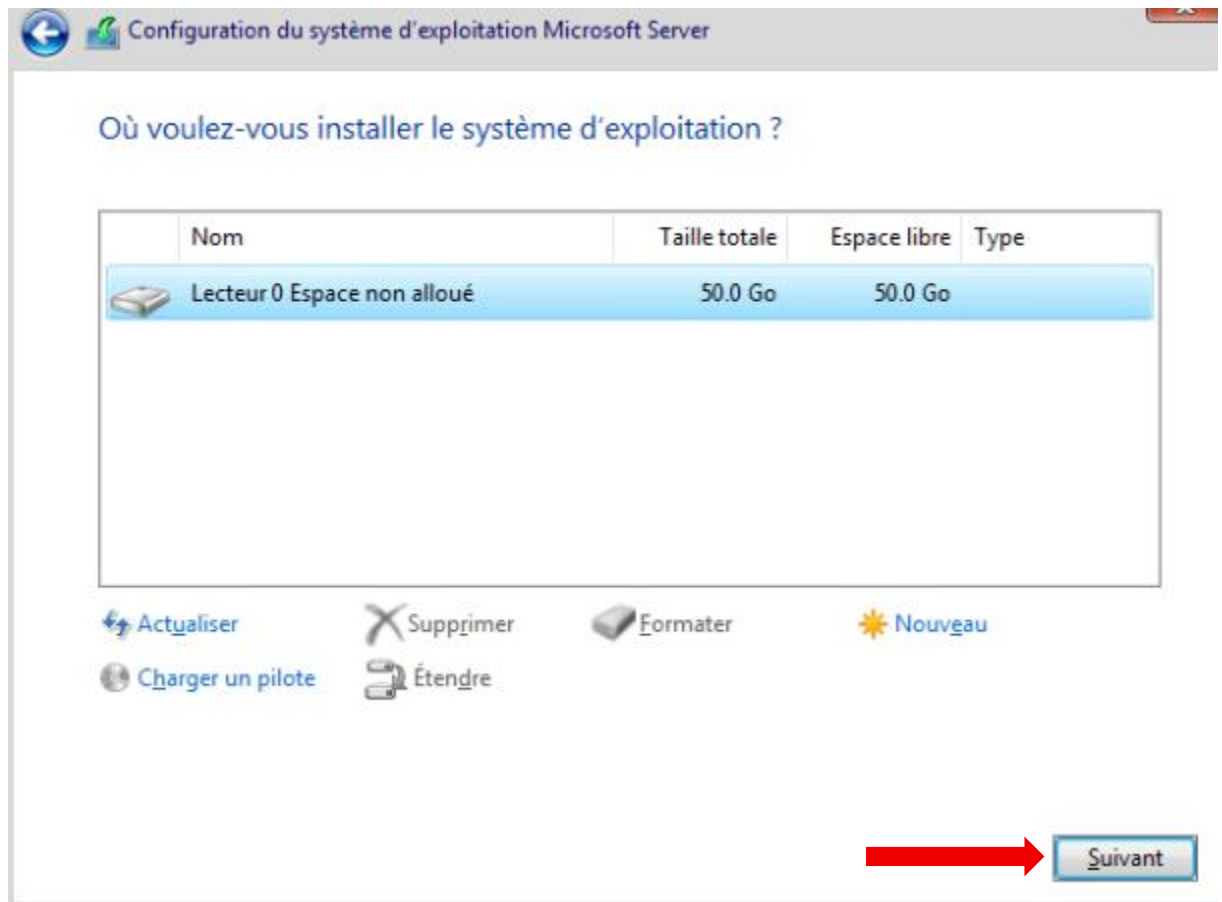 Configuration du système d'exploitation Microsoft Server
Où voulez-vous installer le système d'exploitation ?
Nom Taille totale Espace libre Type
Lecteur 0 Espace non alloué 50.0 Go 50.0 Go
Actualiser Supprimer Formater Nouveau
Charger un pilote Étendre
Suivant